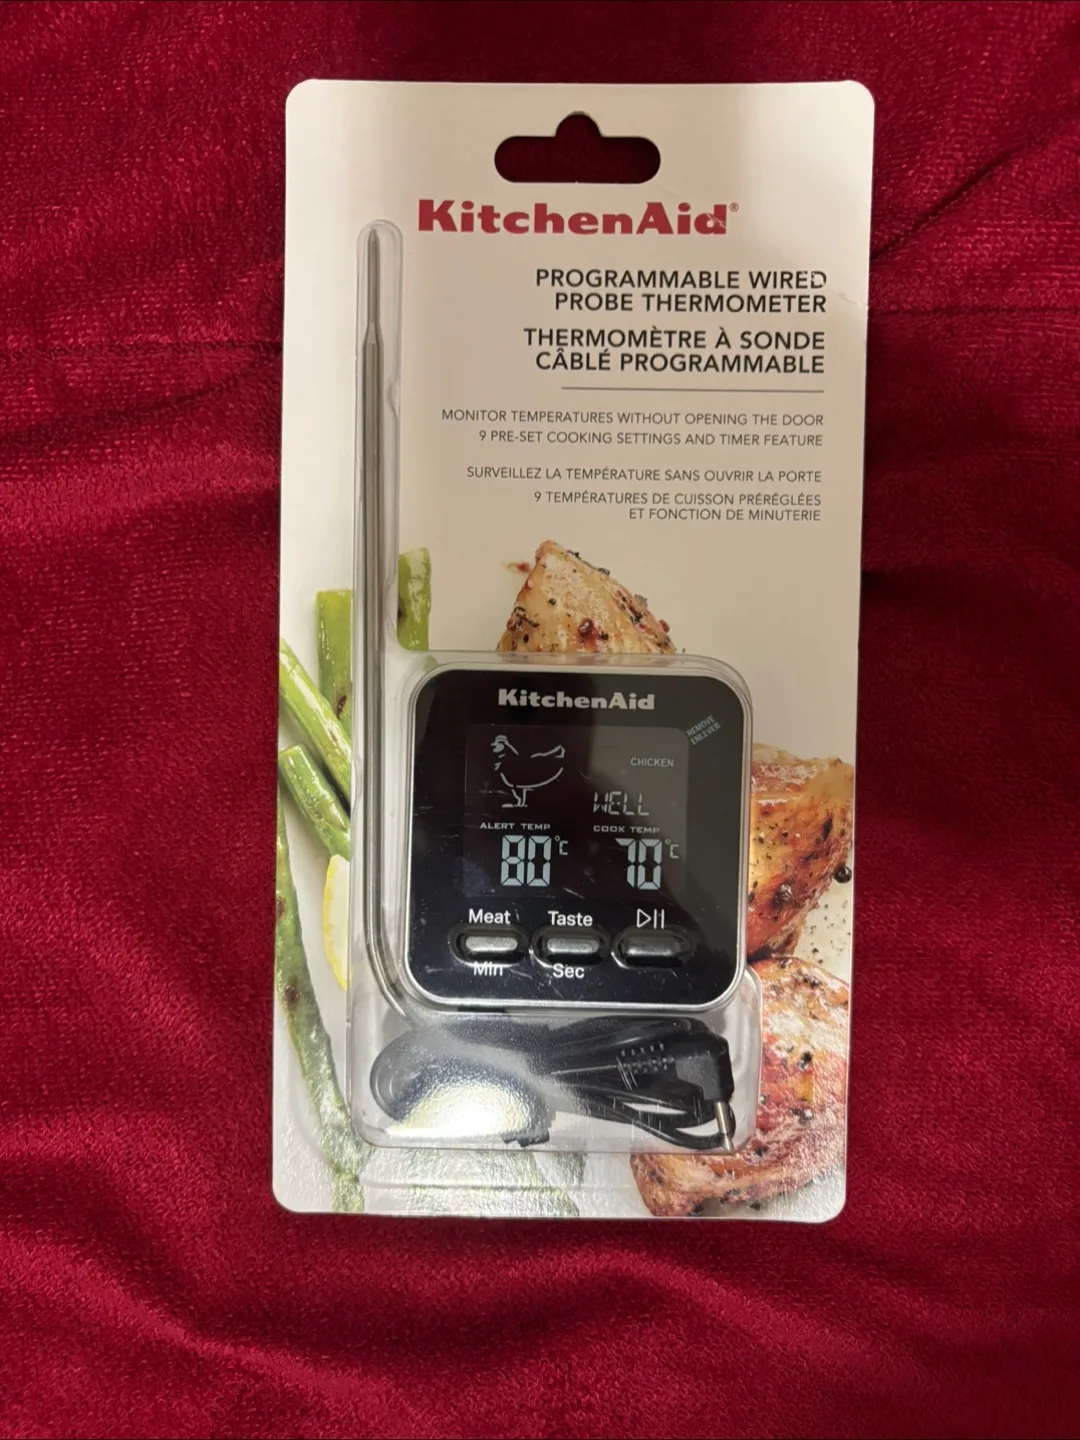 KitchenAid®
PROGRAMMABLE WIRED
PROBE THERMOMETER
THERMOMÈTRE À SONDE
CÂBLÉ PROGRAMMABLE
MONITOR TEMPERATURES WITHOUT OPENING THE DOOR
9 PRE-SET COOKING SETTINGS AND TIMER FEATURE
SURVEILLEZ LA TEMPÉRATURE SANS OUVRIR LA PORTE
9 TEMPÉRATURES DE CUISSON PRÉRÉGLÉES
ET FONCTION DE MINUTERIE
KitchenAid
REMOVE
ENLEVER
CHICKEN
WELL
ALERT TEMP COOK TEMP
80°C 70°C
Meat Taste
Min Sec